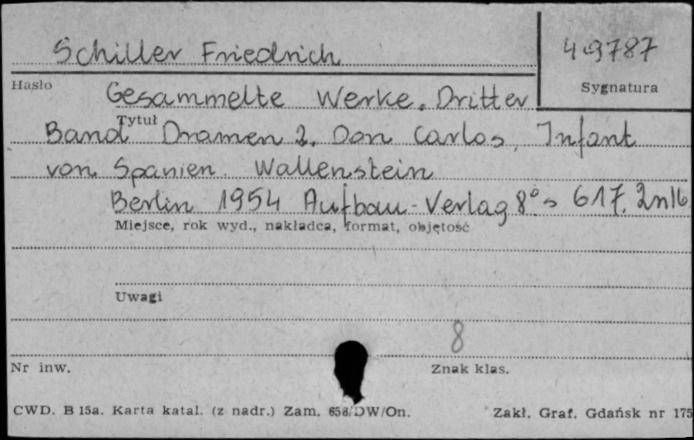 Schiller Friedrich
49787
Hasło
Sygnatura
Gesammelte Werke. Dritter
Tytuł
Band Dramen 2. Don Carlos, Infant
von Spanien. Wallenstein
Berlin 1954 Aufbau-Verlag 8° s 617, 2nlb
Miejsce, rok wyd., nakładca, format, objętość
Uwagi
8
Nr inw.
Znak klas.
CWD. B 15a. Karta katal. (z nadr.) Zam. 658/DW/On.
Zakł. Graf. Gdańsk nr 175